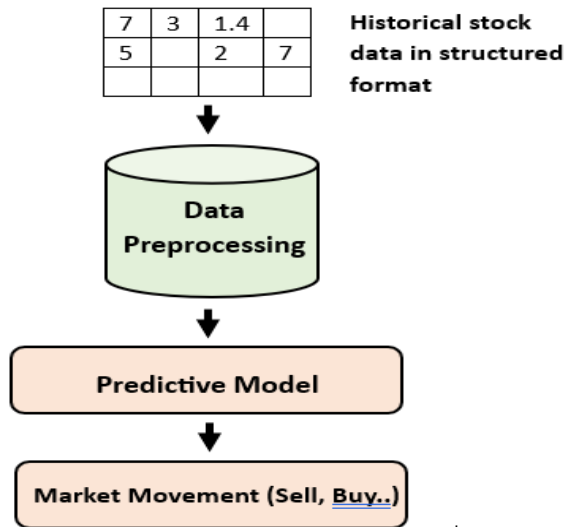 7 3 1.4
5 2 7
Historical stock
data in structured
format
Data
Preprocessing
Predictive Model
Market Movement (Sell, Buy..)